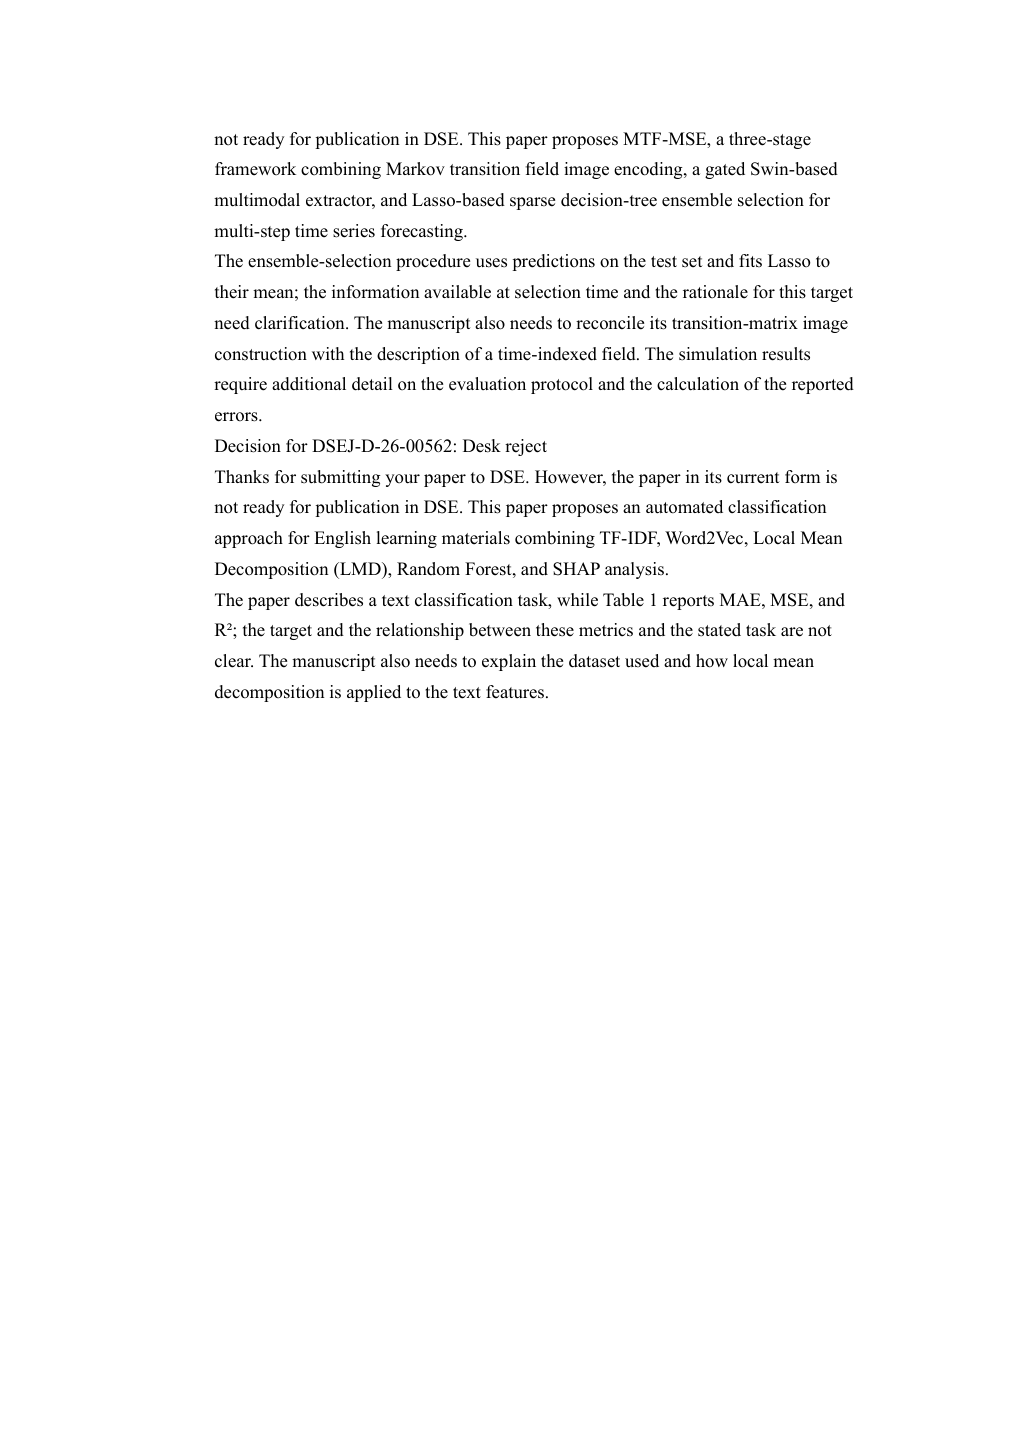 not ready for publication in DSE. This paper proposes MTF-MSE, a three-stage
framework combining Markov transition field image encoding, a gated Swin-based
multimodal extractor, and Lasso-based sparse decision-tree ensemble selection for
multi-step time series forecasting.
The ensemble-selection procedure uses predictions on the test set and fits Lasso to
their mean; the information available at selection time and the rationale for this target
need clarification. The manuscript also needs to reconcile its transition-matrix image
construction with the description of a time-indexed field. The simulation results
require additional detail on the evaluation protocol and the calculation of the reported
errors.
Decision for DSEJ-D-26-00562: Desk reject
Thanks for submitting your paper to DSE. However, the paper in its current form is
not ready for publication in DSE. This paper proposes an automated classification
approach for English learning materials combining TF-IDF, Word2Vec, Local Mean
Decomposition (LMD), Random Forest, and SHAP analysis.
The paper describes a text classification task, while Table 1 reports MAE, MSE, and
R²; the target and the relationship between these metrics and the stated task are not
clear. The manuscript also needs to explain the dataset used and how local mean
decomposition is applied to the text features.